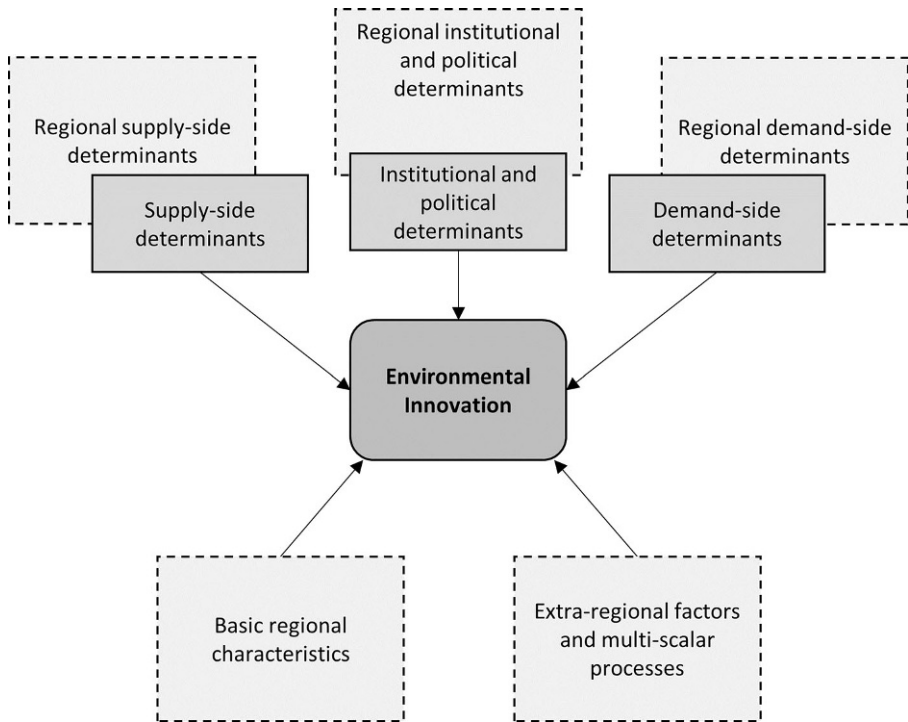 Regional institutional
and political
determinants
Regional supply-side
determinants
Regional demand-side
determinants
Supply-side
determinants
Institutional and
political
determinants
Demand-side
determinants
Environmental
Innovation
Basic regional
characteristics
Extra-regional factors
and multi-scalar
processes